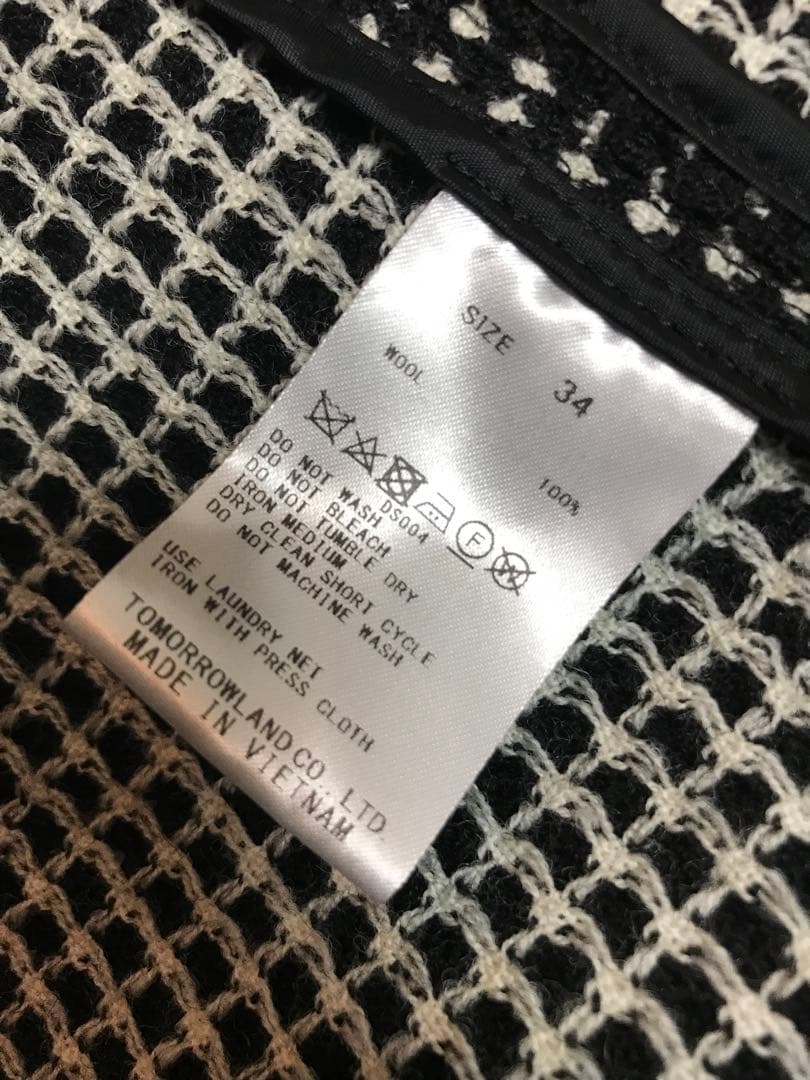 SIZE 34
WOOL 100%
F W
DS004
DO NOT WASH
DO NOT BLEACH
DO NOT TUMBLE DRY
IRON MEDIUM
DRY CLEAN SHORT CYCLE
DO NOT MACHINE WASH
USE LAUNDRY NET
IRON WITH PRESS CLOTH
TOMORROWLAND CO., LTD.
MADE IN VIETNAM